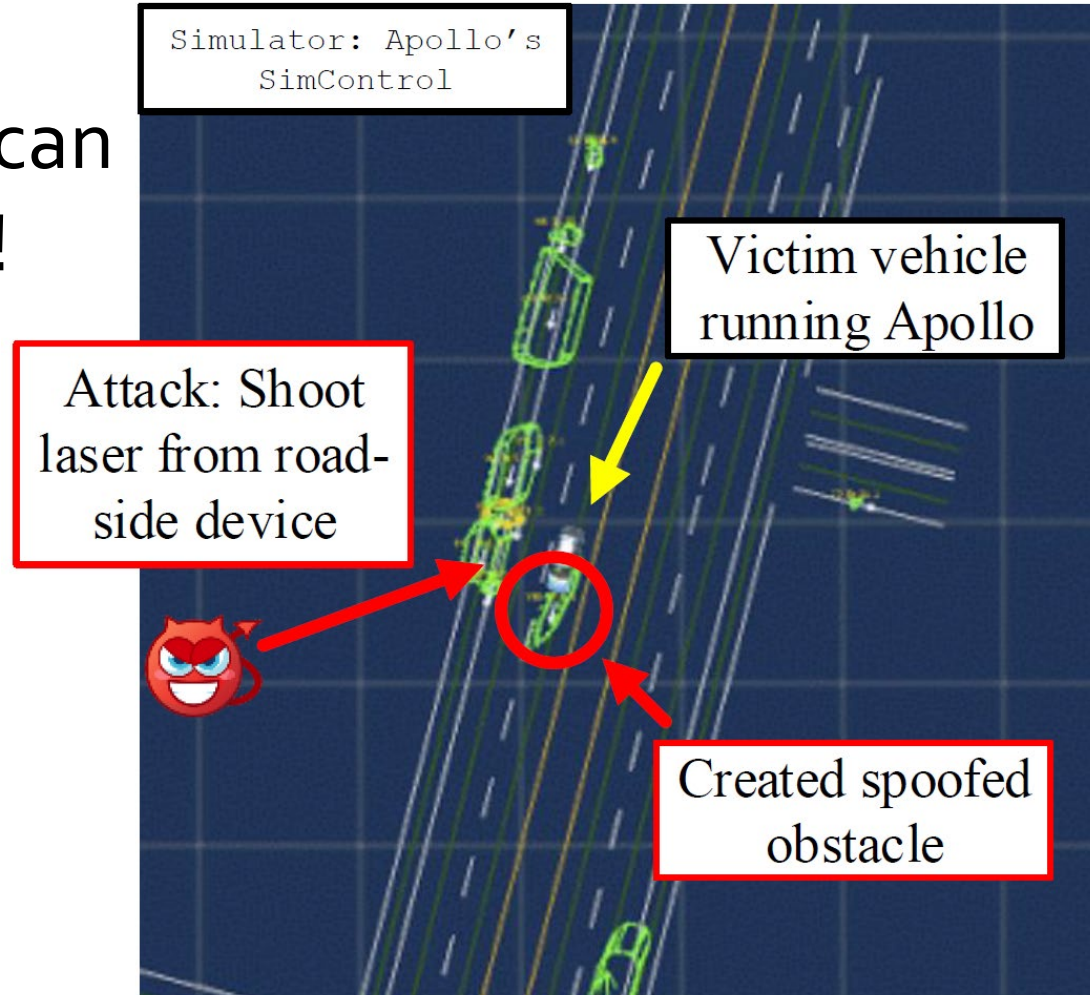 Simulator: Apollo’s
SimControl
can
!
Victim vehicle
running Apollo
Attack: Shoot
laser from road-
side device
Created spoofed
obstacle